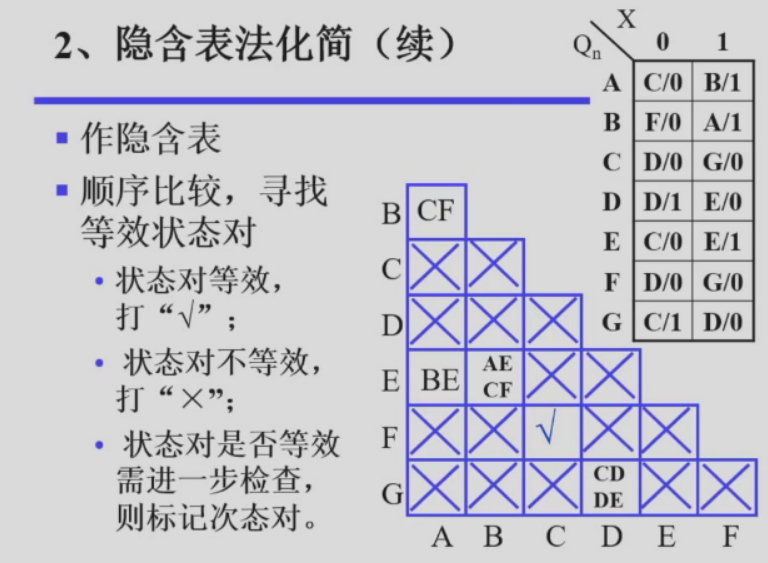 2、隐含表法化简（续）
作隐含表
顺序比较，寻找
等效状态对
状态对等效，
打“√”；
状态对不等效，
打“×”；
状态对是否等效
需进一步检查，
则标记次态对。
X
Qn 0 1
A C/0 B/1
B F/0 A/1
C D/0 G/0
D D/1 E/0
E C/0 E/1
F D/0 G/0
G C/1 D/0
B CF
C
D
E BE AE
CF
F √
G CD
DE
A B C D E F